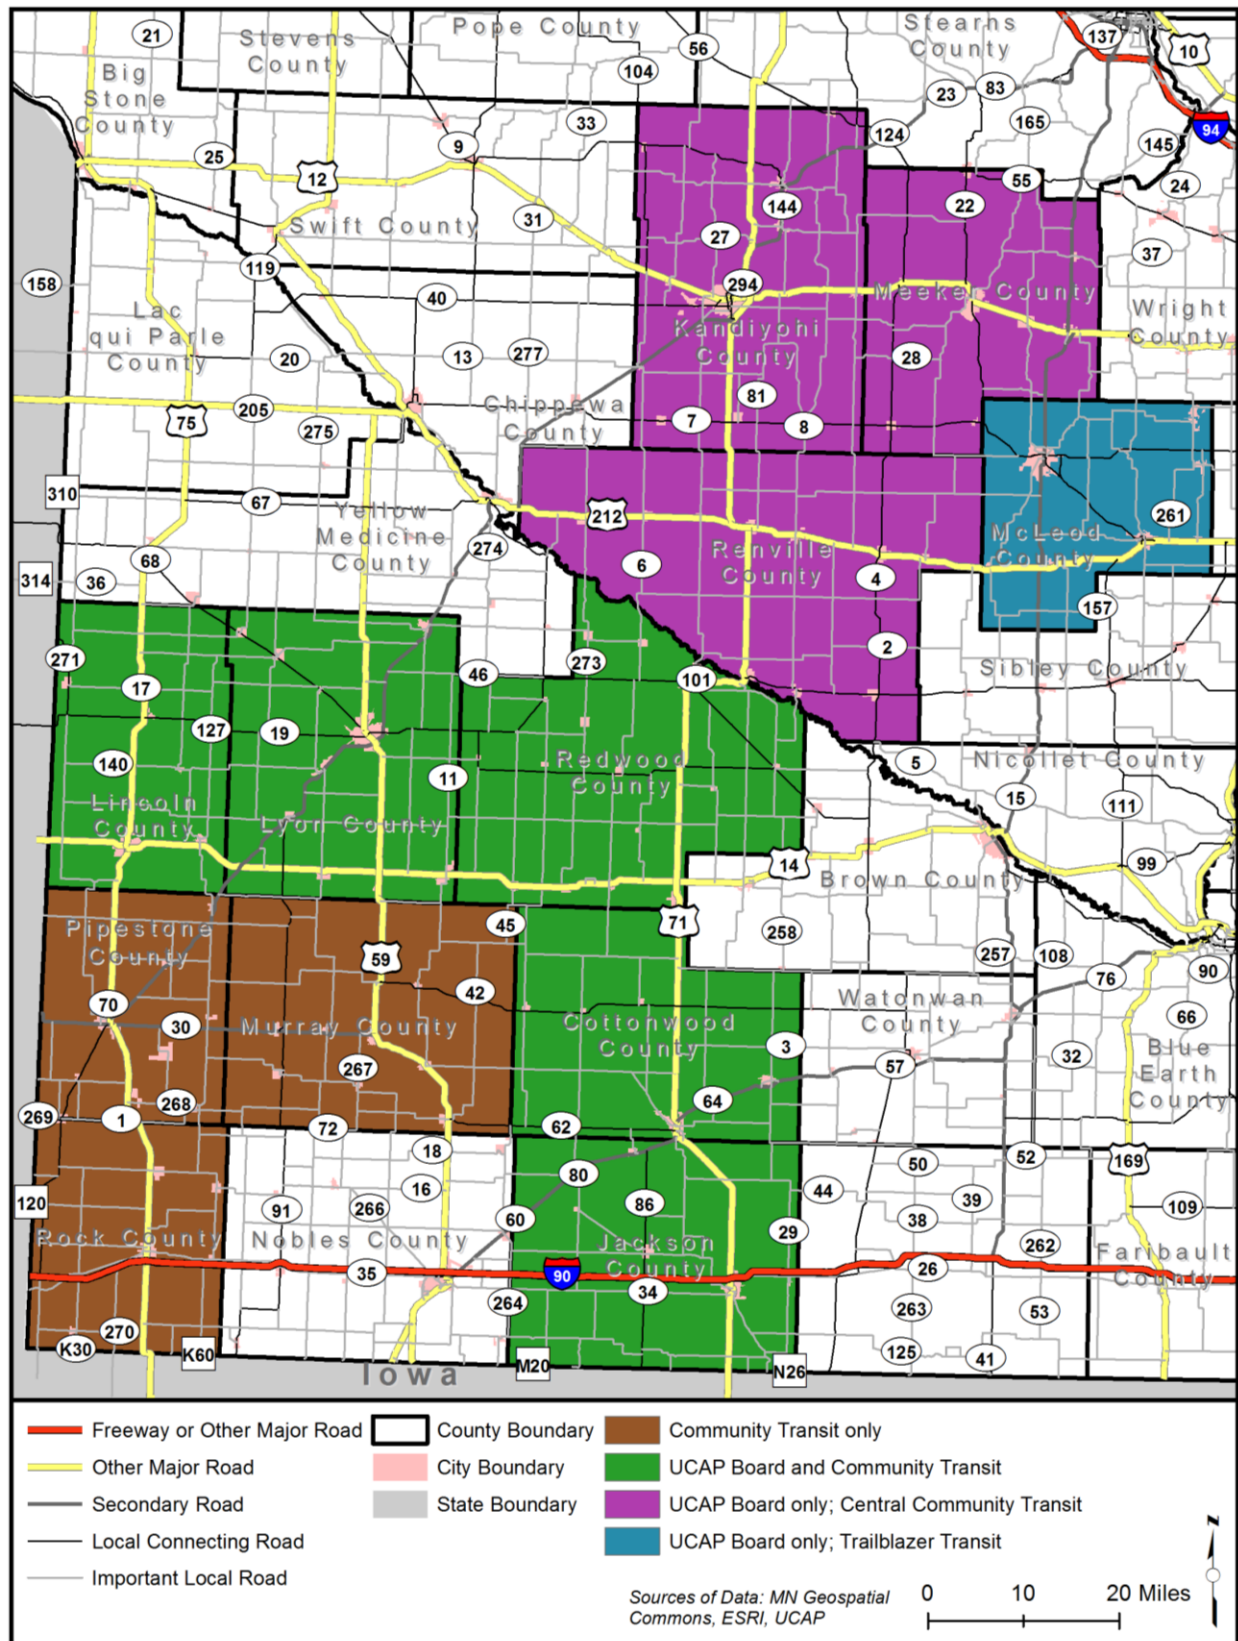 21
Stevens
County
Pope County
56
Stearns
County
137
10
Big
Stone
County
104
23
83
9
33
124
165
94
145
25
12
55
24
31
144
22
Swift County
27
37
119
158
294
40
Meeker County
Wright
County
Lac
qui Parle
County
Kandiyohi
County
20
13
277
28
75
205
275
Chippewa
County
81
7
8
310
67
Yellow
Medicine
County
212
261
McLeod
County
274
Renville
County
68
314
36
6
4
157
271
46
273
101
2
Sibley County
17
127
19
140
11
Redwood
County
5
Nicollet County
Lincoln
County
Lyon County
15
111
14
99
Brown County
Pipestone
County
45
71
258
59
257
108
90
76
42
70
Watonwan
County
66
30
Murray County
Cottonwood
County
3
Blue
Earth
County
32
267
57
268
64
269
1
72
62
18
52
169
50
80
16
44
120
91
266
86
39
109
60
38
29
Rock County
Nobles County
Jackson
County
262
Faribault
County
35
90
26
34
264
263
53
270
K30
K60
M20
N26
125
41
Iowa
Freeway or Other Major Road
Other Major Road
Secondary Road
Local Connecting Road
Important Local Road
County Boundary
City Boundary
State Boundary
Community Transit only
UCAP Board and Community Transit
UCAP Board only; Central Community Transit
UCAP Board only; Trailblazer Transit
Sources of Data: MN Geospatial
Commons, ESRI, UCAP
0 10 20 Miles
N